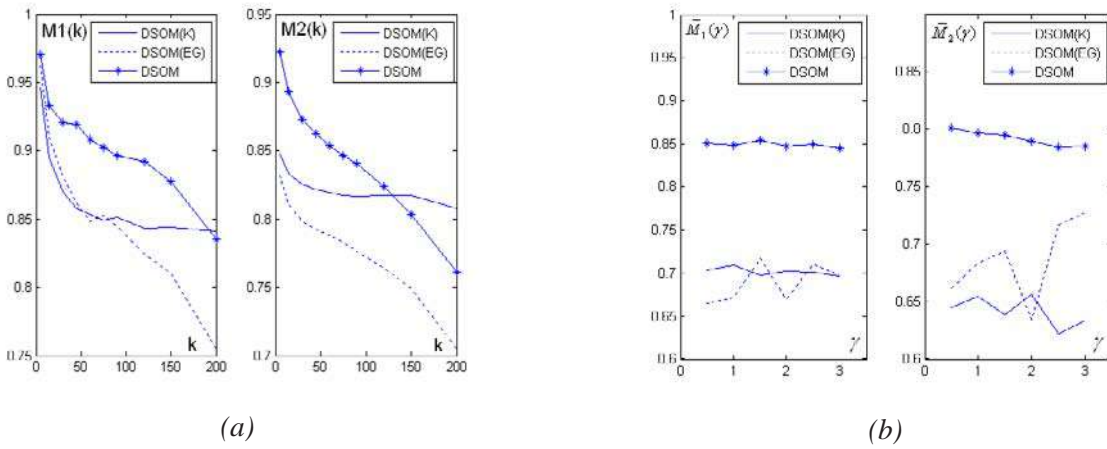 M1(k)
DSOM(K)
DSOM(EG)
DSOM
1
0.95
0.9
0.85
0.8
0.75
0 50 100 150 200
k
M2(k)
DSOM(K)
DSOM(EG)
DSOM
0.95
0.9
0.85
0.8
0.75
0.7
0 50 100 150 200
k
(a)
M̄₁(γ)
DSOM(K)
DSOM(EG)
DSOM
1
0.95
0.9
0.85
0.8
0.75
0.7
0.65
0.6
0 1 2 3
γ
M̄₂(γ)
DSOM(K)
DSOM(EG)
DSOM
0.85
0.0
0.75
0.7
0.65
0.6
0 1 2 3
γ
(b)